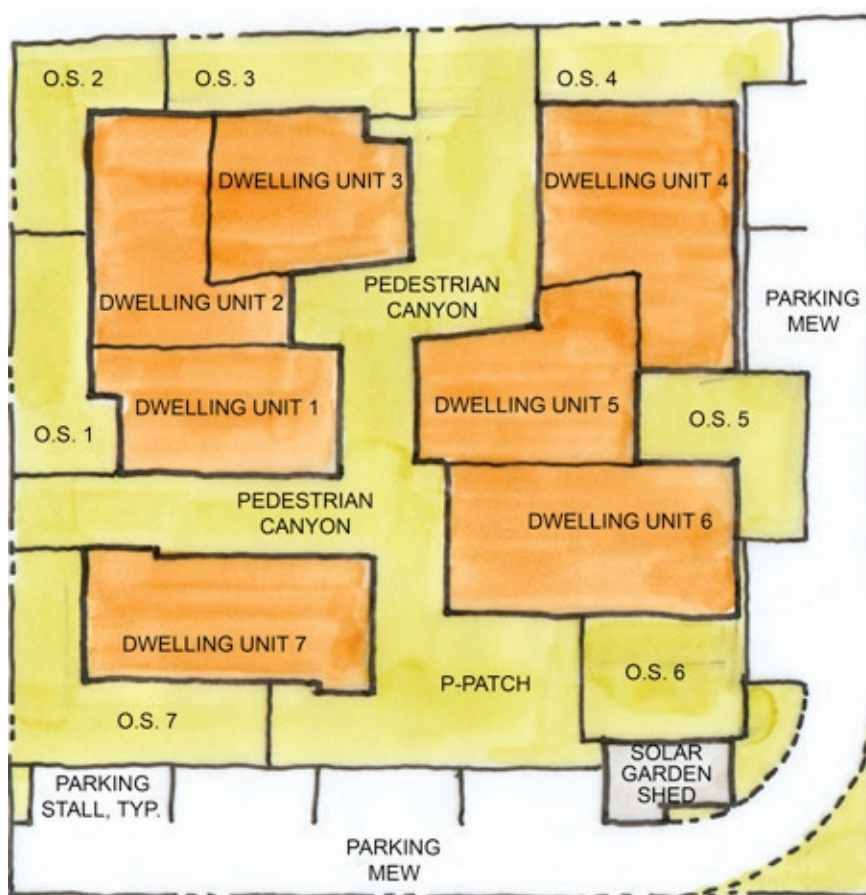 O.S. 2
O.S. 3
O.S. 4
DWELLING UNIT 3
DWELLING UNIT 4
PEDESTRIAN
CANYON
DWELLING UNIT 2
PARKING
MEW
DWELLING UNIT 1
DWELLING UNIT 5
O.S. 5
O.S. 1
PEDESTRIAN
CANYON
DWELLING UNIT 6
DWELLING UNIT 7
O.S. 6
P-PATCH
O.S. 7
SOLAR
GARDEN
SHED
PARKING
STALL, TYP.
PARKING
MEW